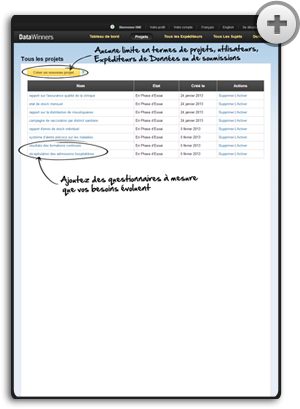 Bienvenue HNI Votre profil Votre compte Français English Se déco
DataWinners
Tableau de bord Projets Tous les Expéditeurs Tous Les Sujets
Aucune limite en termes de projets, utilisateurs,
Expéditeurs de Données ou de soumissions
Tous les projets
Créer un nouveau projet
Nom État Créé le Actions
rapport sur l'assurance qualité de la clinique En Phase d'Essai 24 janvier 2013 Supprimer L'Activer
état de stock mensuel En Phase d'Essai 24 janvier 2013 Supprimer L'Activer
rapport sur la distribution de moustiquaires En Phase d'Essai 24 janvier 2013 Supprimer L'Activer
campagne de vaccination par district sanitaire En Phase d'Essai 24 janvier 2013 Supprimer L'Activer
rapport d'envoi de stock individuel En Phase d'Essai 5 février 2013 Supprimer L'Activer
système d'alerte précoce sur les maladies En Phase d'Essai 5 février 2013 Supprimer L'Activer
résultats des formations continues En Phase d'Essai 5 février 2013 Supprimer L'Activer
récapitulation des admissions hospitalières En Phase d'Essai 5 février 2013 Supprimer L'Activer
Ajoutez des questionnaires à mesure
que vos besoins évoluent